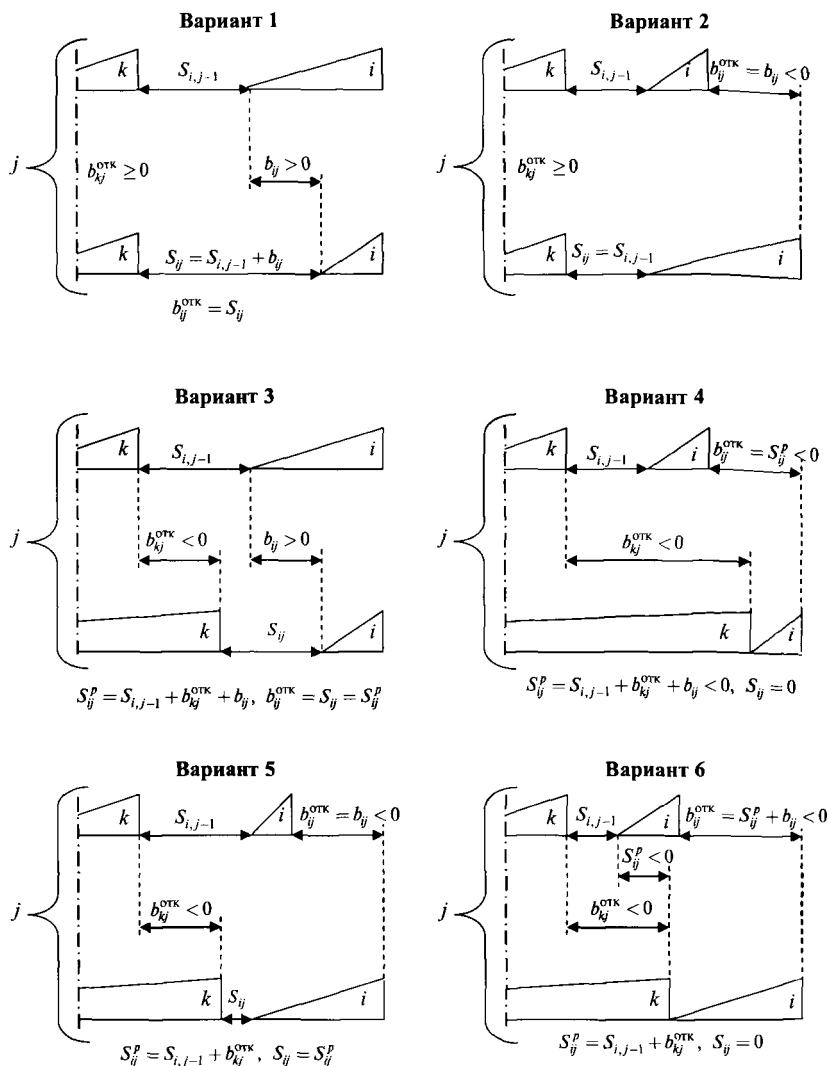 Вариант 1
k
S_{i,j-1}
i
j
b_{kj}^{отк} ≥ 0
b_{ij} > 0
k
S_{ij} = S_{i,j-1} + b_{ij}
i
b_{ij}^{отк} = S_{ij}
Вариант 2
k
S_{i,j-1}
i
b_{ij}^{отк} = b_{ij} < 0
j
b_{kj}^{отк} ≥ 0
k
S_{ij} = S_{i,j-1}
i
Вариант 3
k
S_{i,j-1}
i
j
b_{kj}^{отк} < 0
b_{ij} > 0
k
S_{ij}
i
S_{ij}^{p} = S_{i,j-1} + b_{kj}^{отк} + b_{ij}, b_{ij}^{отк} = S_{ij} = S_{ij}^{p}
Вариант 4
k
S_{i,j-1}
i
b_{ij}^{отк} = S_{ij}^{p} < 0
j
b_{kj}^{отк} < 0
k
i
S_{ij}^{p} = S_{i,j-1} + b_{kj}^{отк} + b_{ij} < 0, S_{ij} = 0
Вариант 5
k
S_{i,j-1}
i
b_{ij}^{отк} = b_{ij} < 0
j
b_{kj}^{отк} < 0
k
S_{ij}
i
S_{ij}^{p} = S_{i,j-1} + b_{kj}^{отк}, S_{ij} = S_{ij}^{p}
Вариант 6
k
S_{i,j-1}
i
b_{ij}^{отк} = S_{ij}^{p} + b_{ij} < 0
S_{ij}^{p} < 0
j
b_{kj}^{отк} < 0
k
i
S_{ij}^{p} = S_{i,j-1} + b_{kj}^{отк}, S_{ij} = 0